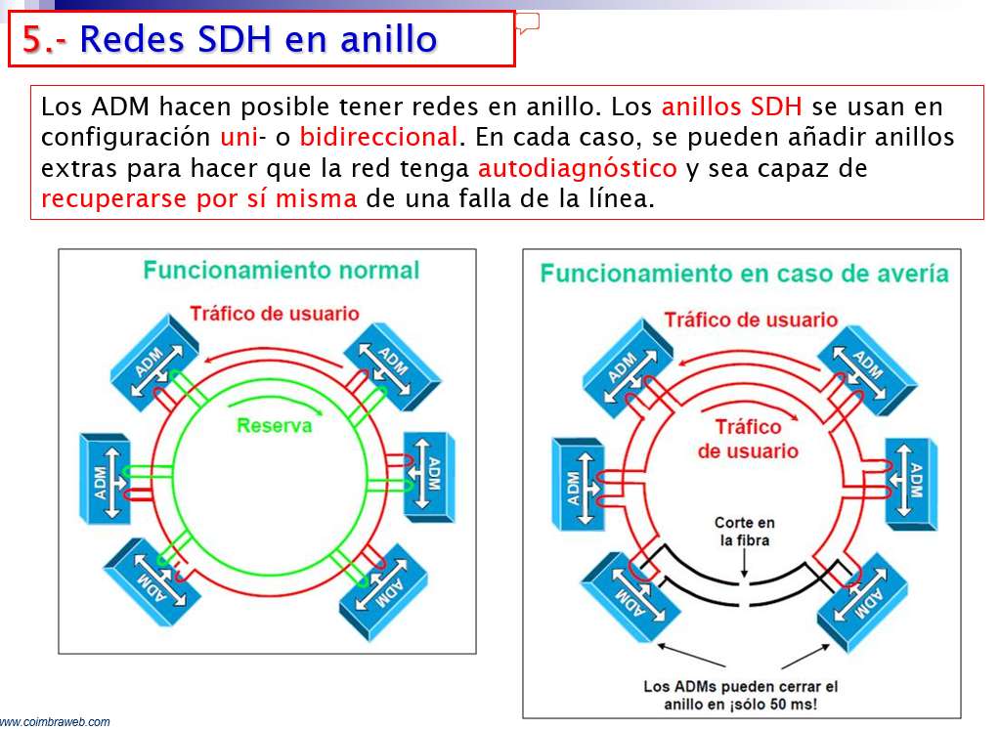 5.- Redes SDH en anillo
Los ADM hacen posible tener redes en anillo. Los anillos SDH se usan en
configuración uni- o bidireccional. En cada caso, se pueden añadir anillos
extras para hacer que la red tenga autodiagnóstico y sea capaz de
recuperarse por sí misma de una falla de la línea.
Funcionamiento normal
Tráfico de usuario
ADM
ADM
Reserva
ADM
ADM
ADM
ADM
Funcionamiento en caso de avería
Tráfico de usuario
ADM
ADM
Tráfico
de usuario
ADM
ADM
Corte en
la fibra
ADM
ADM
Los ADMs pueden cerrar el
anillo en ¡sólo 50 ms!
www.coimbraweb.com